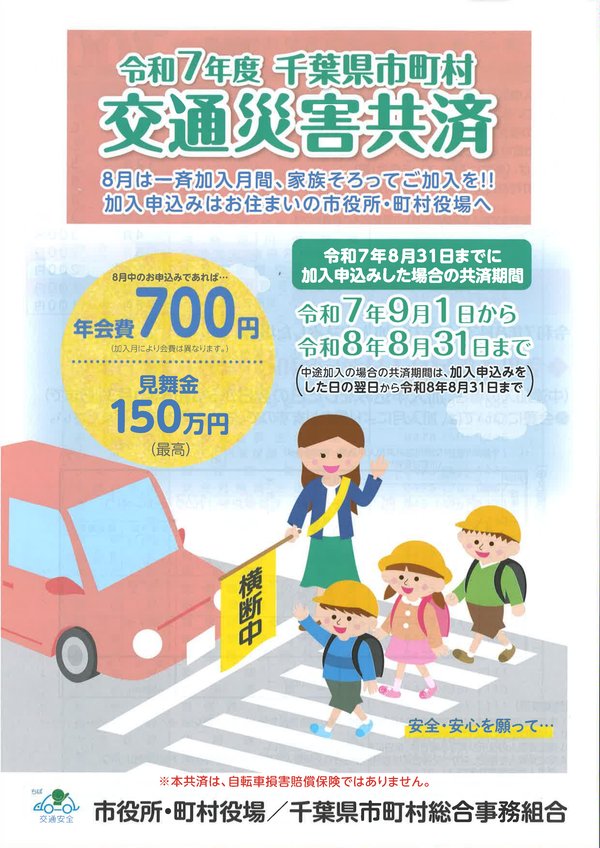 令和7年度 千葉県市町村
交通災害共済
8月は一斉加入月間、家族そろってご加入を!!
加入申込みはお住まいの市役所・町村役場へ
8月中のお申込みであれば…
年会費700円
(加入月により会費は異なります。)
見舞金
150万円
(最高)
令和7年8月31日までに
加入申込みした場合の共済期間
令和7年9月1日から
令和8年8月31日まで
(中途加入の場合の共済期間は、加入申込みを
した日の翌日から令和8年8月31日まで)
横断中
安全・安心を願って…
※本共済は、自転車損害賠償保険ではありません。
ちば
交通安全
市役所・町村役場／千葉県市町村総合事務組合